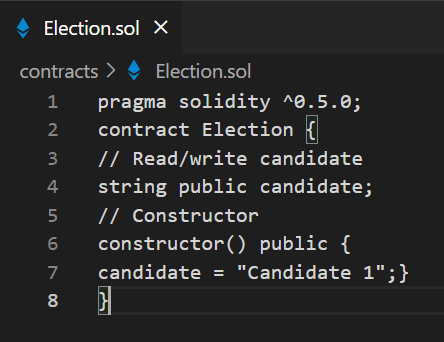 Election.sol ×
contracts > Election.sol
1 pragma solidity ^0.5.0;
2 contract Election {
3 // Read/write candidate
4 string public candidate;
5 // Constructor
6 constructor() public {
7 candidate = "Candidate 1";}
8 }